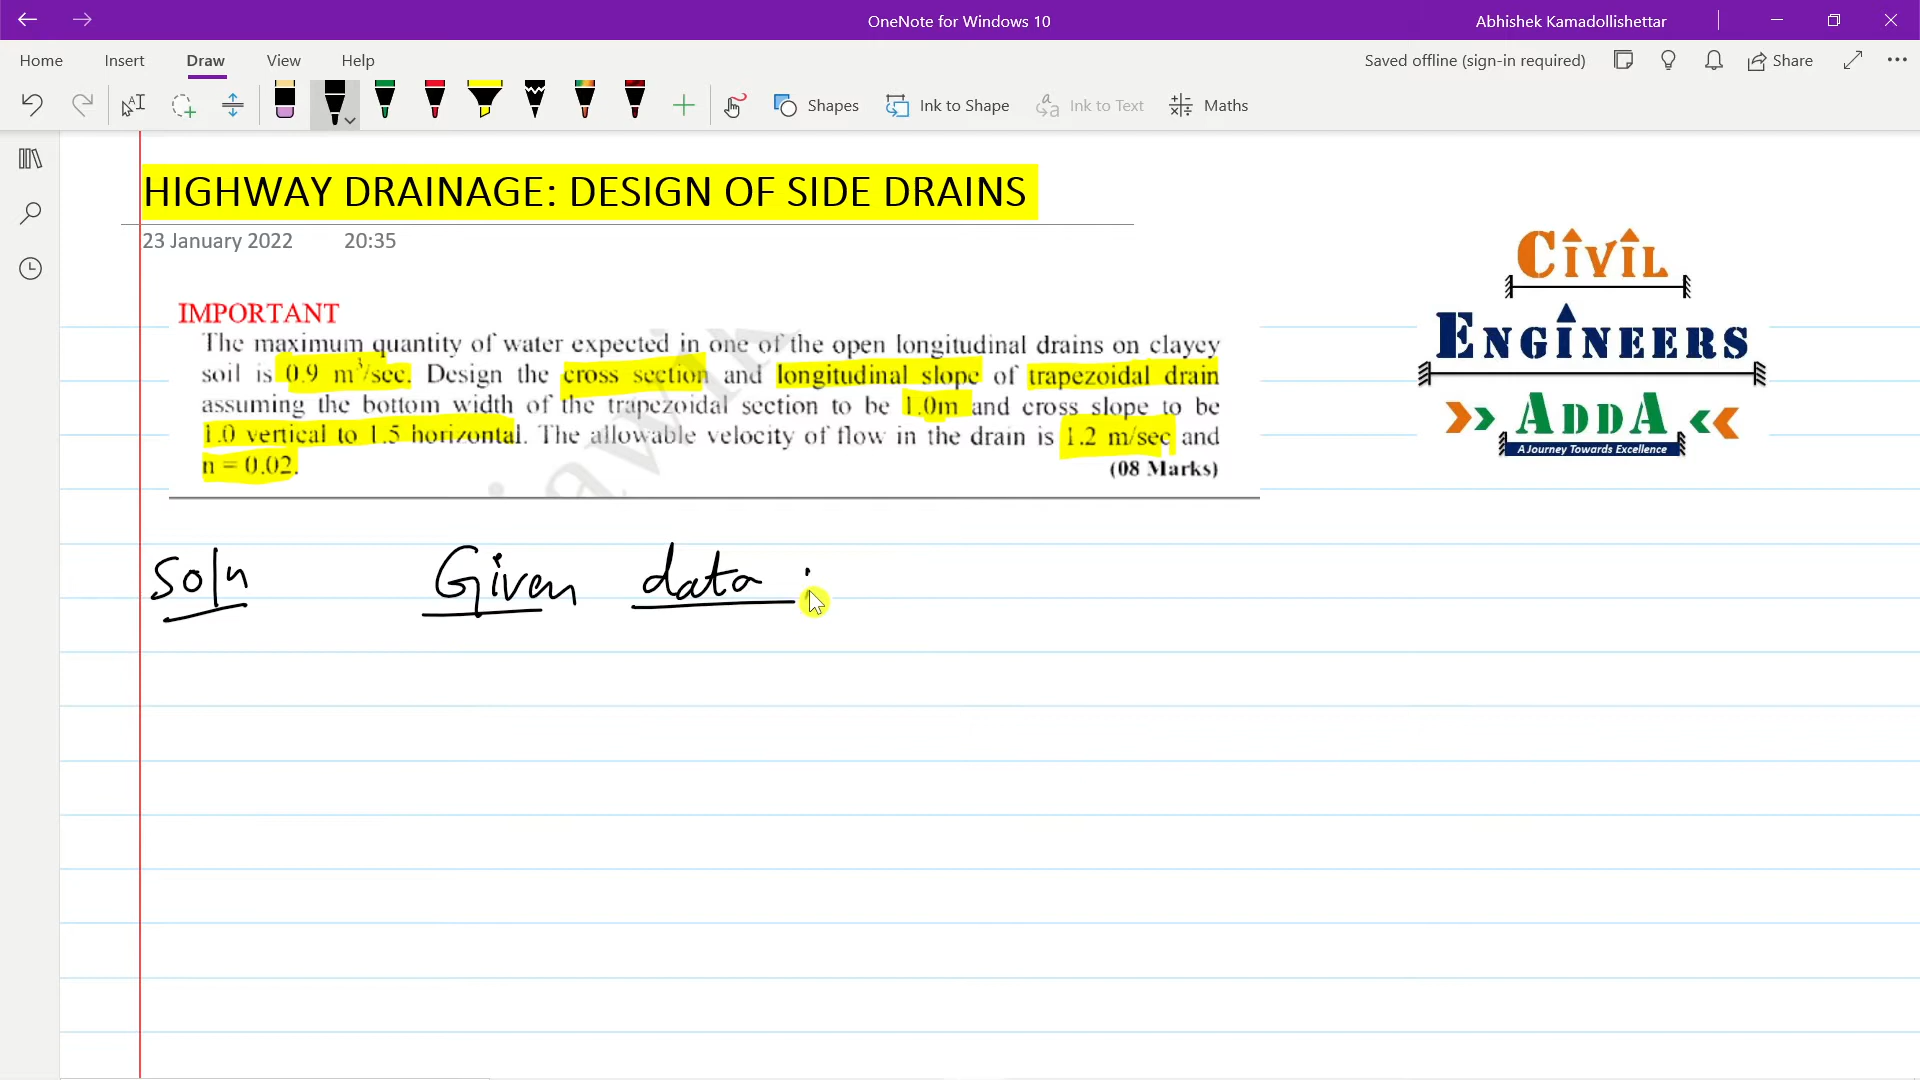 OneNote for Windows 10
Abhishek Kamadollishettar
Home Insert Draw View Help
Saved offline (sign-in required) Share
Shapes Ink to Shape Ink to Text Maths
HIGHWAY DRAINAGE: DESIGN OF SIDE DRAINS
23 January 2022 20:35
IMPORTANT
The maximum quantity of water expected in one of the open longitudinal drains on clayey
soil is 0.9 m³/sec. Design the cross section and longitudinal slope of trapezoidal drain
assuming the bottom width of the trapezoidal section to be 1.0m and cross slope to be
1.0 vertical to 1.5 horizontal. The allowable velocity of flow in the drain is 1.2 m/sec and
n = 0.02.
(08 Marks)
CIVIL
ENGINEERS
ADDA
A Journey Towards Excellence
Soln Given data :